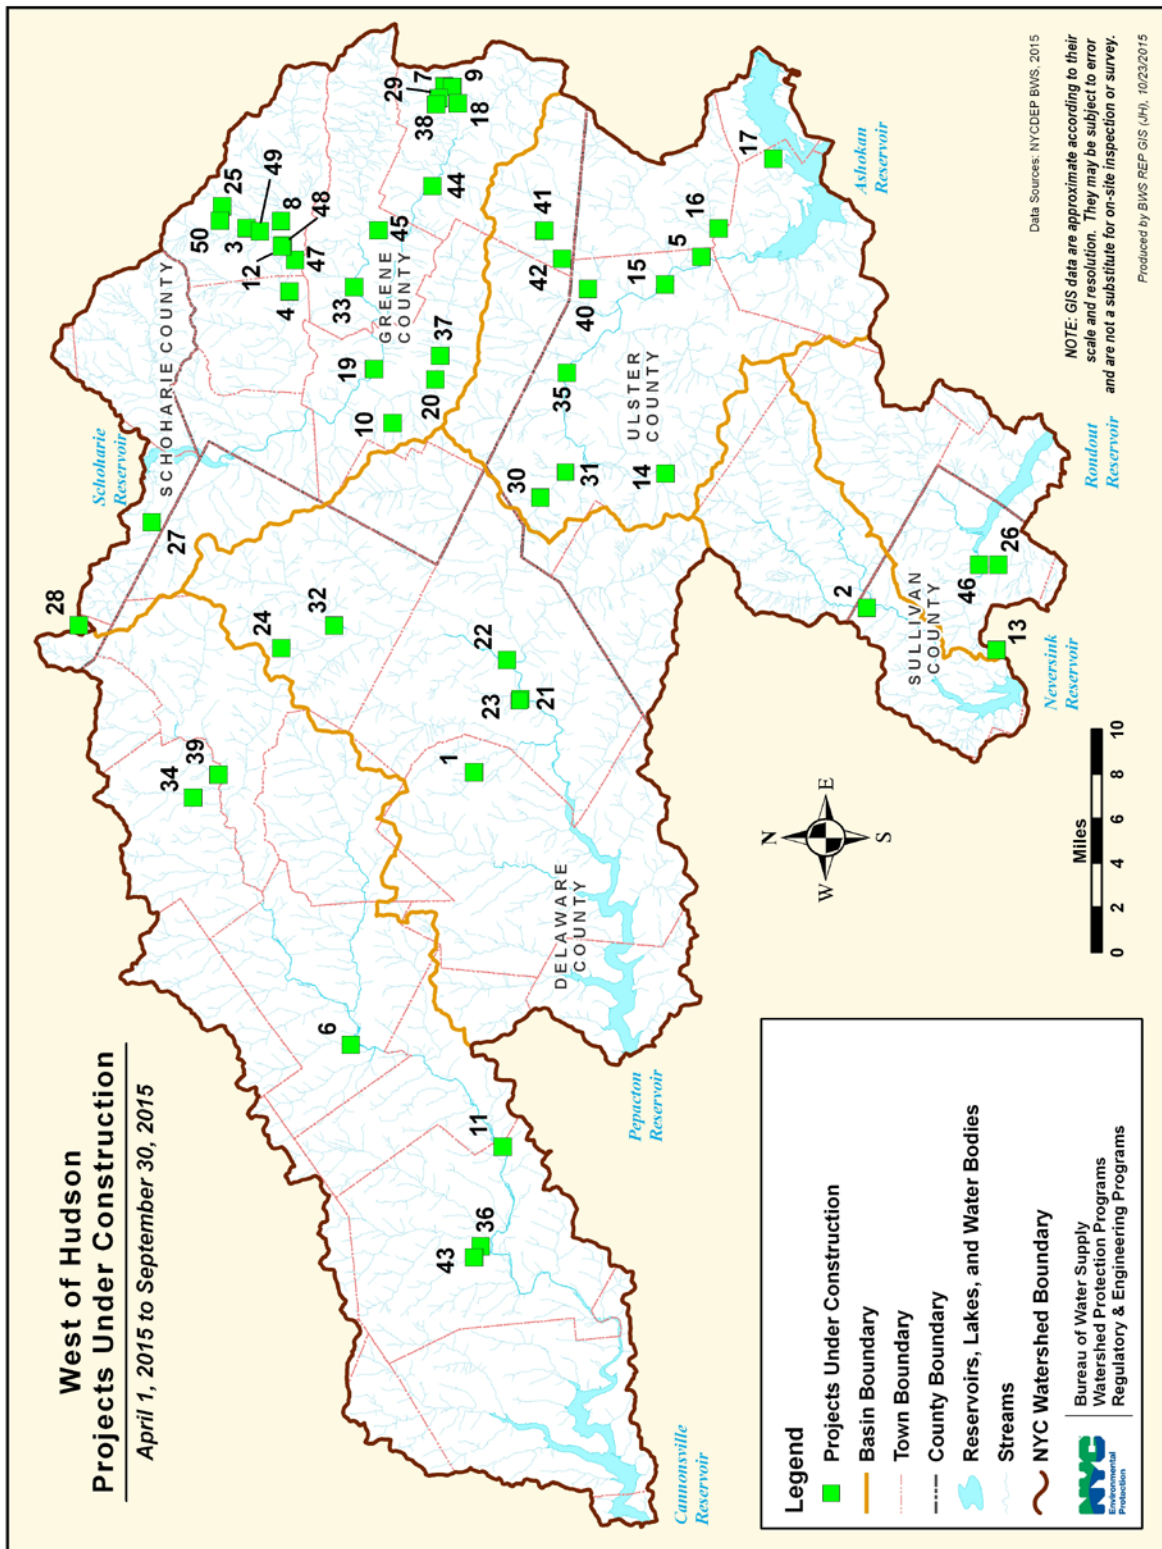 West of Hudson
Projects Under Construction
April 1, 2015 to September 30, 2015
28
27
Schoharie
Reservoir
SCHOHARIE COUNTY
50
25
3
49
12
8
48
47
4
33
GREENE
COUNTY
45
19
10
20
37
44
29
7
38
9
18
34
39
24
32
6
1
22
23
21
30
31
35
14
ULSTER
COUNTY
41
42
40
15
5
16
17
Ashokan
Reservoir
43
36
11
DELAWARE
COUNTY
Pepacton
Reservoir
Cannonsville
Reservoir
2
SULLIVAN
COUNTY
46
26
13
Neversink
Reservoir
Rondout
Reservoir
N
W
E
S
Miles
0
2
4
6
8
10
Legend
Projects Under Construction
Basin Boundary
Town Boundary
County Boundary
Reservoirs, Lakes, and Water Bodies
Streams
NYC Watershed Boundary
NYC
Environmental
Protection
Bureau of Water Supply
Watershed Protection Programs
Regulatory & Engineering Programs
Data Sources: NYCDEP BWS, 2015
NOTE: GIS data are approximate according to their
scale and resolution. They may be subject to error
and are not a substitute for on-site inspection or survey.
Produced by BWS REP GIS (JH), 10/23/2015